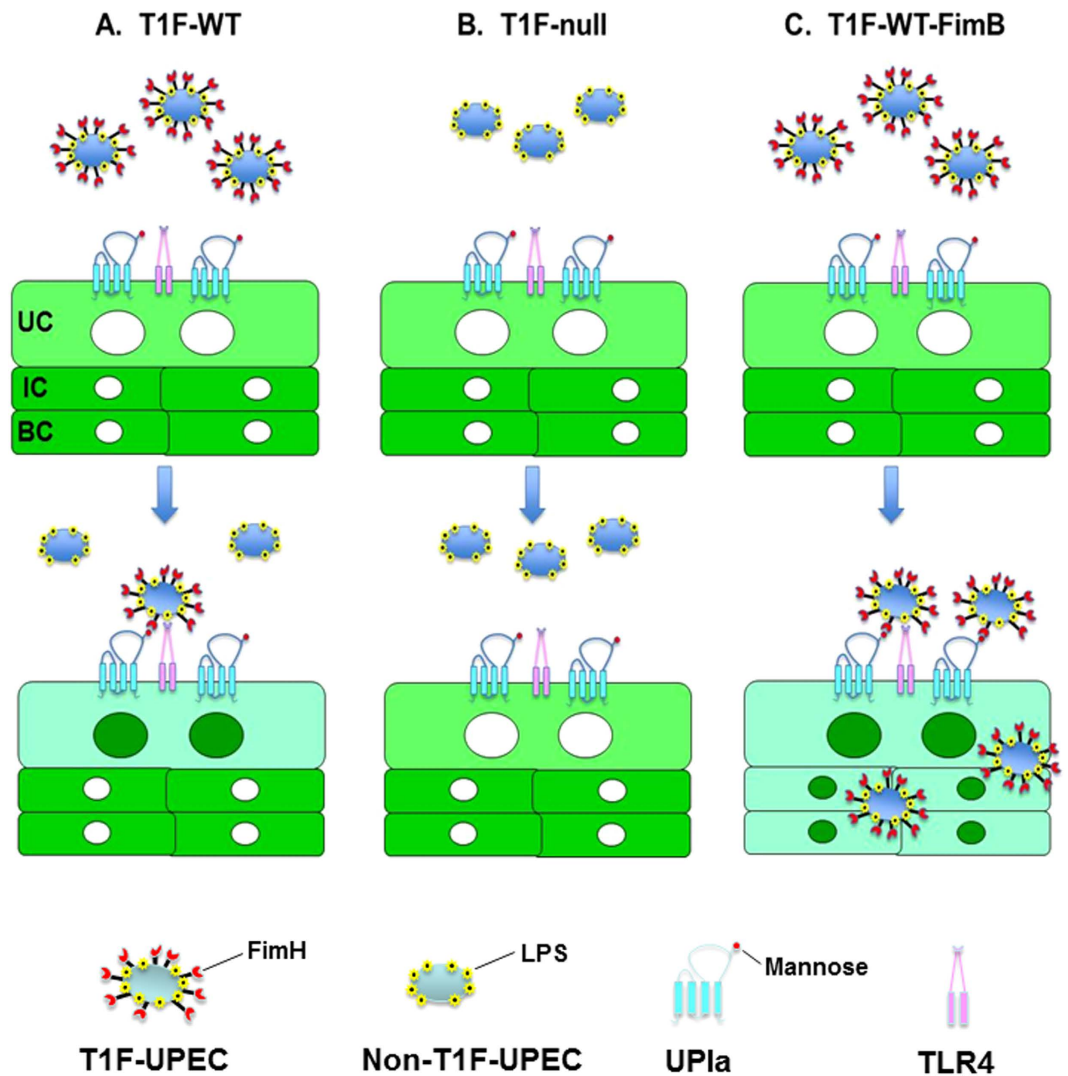 A. T1F-WT
B. T1F-null
C. T1F-WT-FimB
UC
IC
BC
FimH
LPS
Mannose
T1F-UPEC
Non-T1F-UPEC
UPIa
TLR4